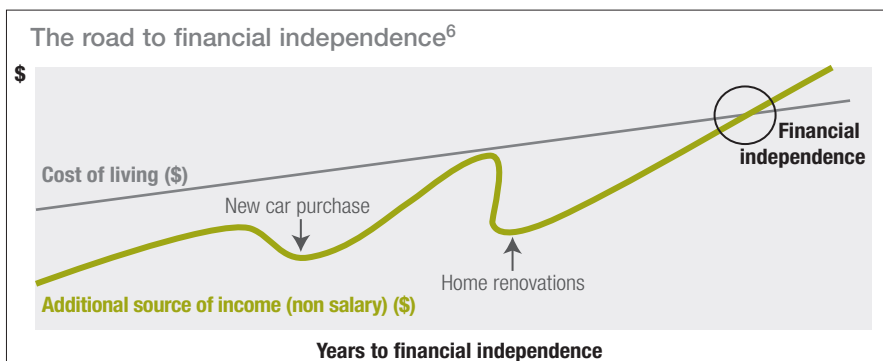 The road to financial independence6
$
Cost of living ($)
New car purchase
Financial
independence
Home renovations
Additional source of income (non salary) ($)
Years to financial independence